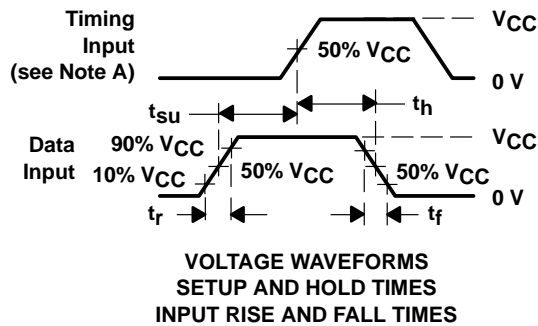 Timing
Input
(see Note A)
50% VCC
VCC
0 V
tsu
th
Data
Input
90% VCC
10% VCC
50% VCC
50% VCC
VCC
0 V
tr
tf
VOLTAGE WAVEFORMS
SETUP AND HOLD TIMES
INPUT RISE AND FALL TIMES